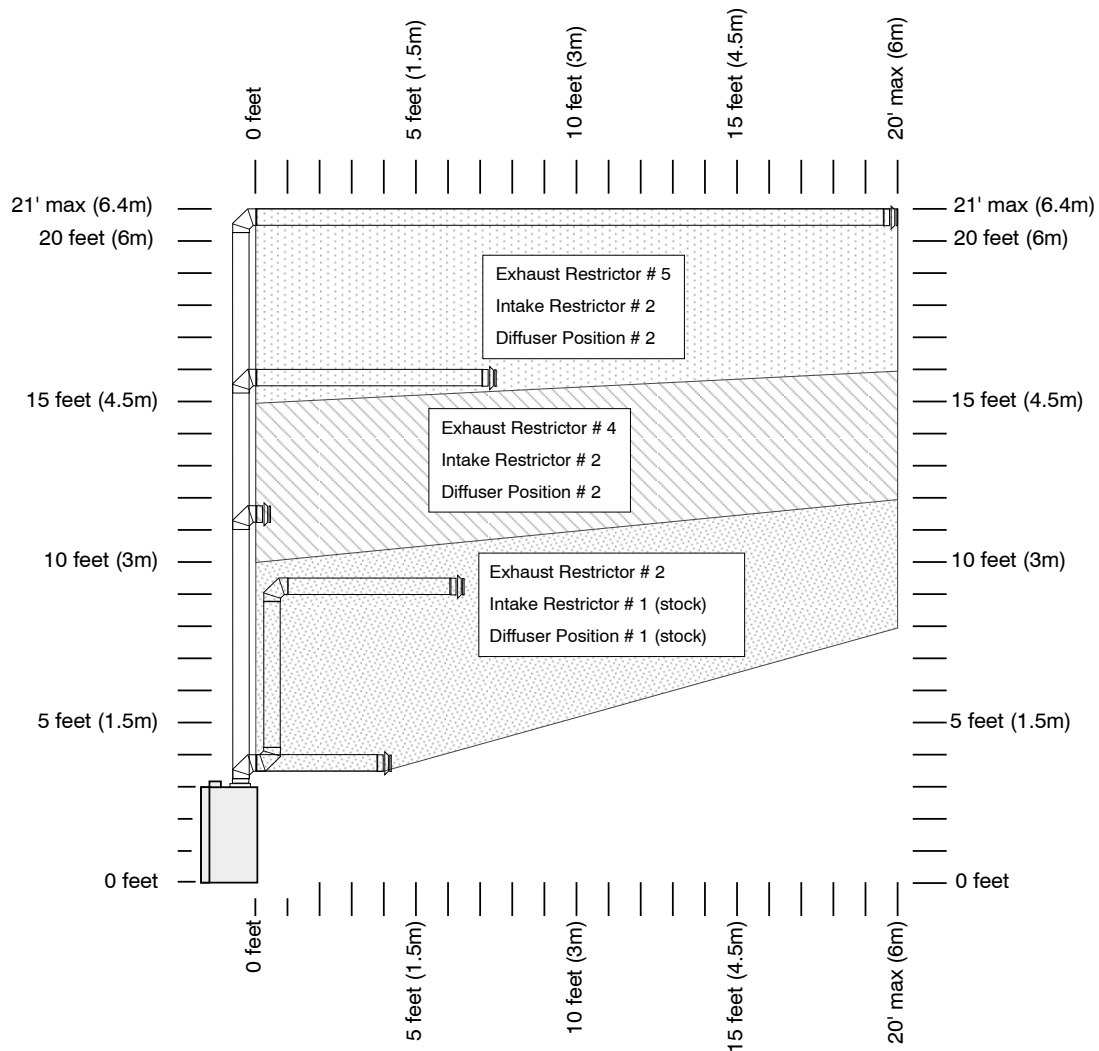 0 feet
5 feet (1.5m)
10 feet (3m)
15 feet (4.5m)
20' max (6m)
21' max (6.4m)
21' max (6.4m)
20 feet (6m)
20 feet (6m)
Exhaust Restrictor # 5
Intake Restrictor # 2
Diffuser Position # 2
15 feet (4.5m)
15 feet (4.5m)
Exhaust Restrictor # 4
Intake Restrictor # 2
Diffuser Position # 2
10 feet (3m)
10 feet (3m)
Exhaust Restrictor # 2
Intake Restrictor # 1 (stock)
Diffuser Position # 1 (stock)
5 feet (1.5m)
5 feet (1.5m)
0 feet
0 feet
0 feet
5 feet (1.5m)
10 feet (3m)
15 feet (4.5m)
20' max (6m)